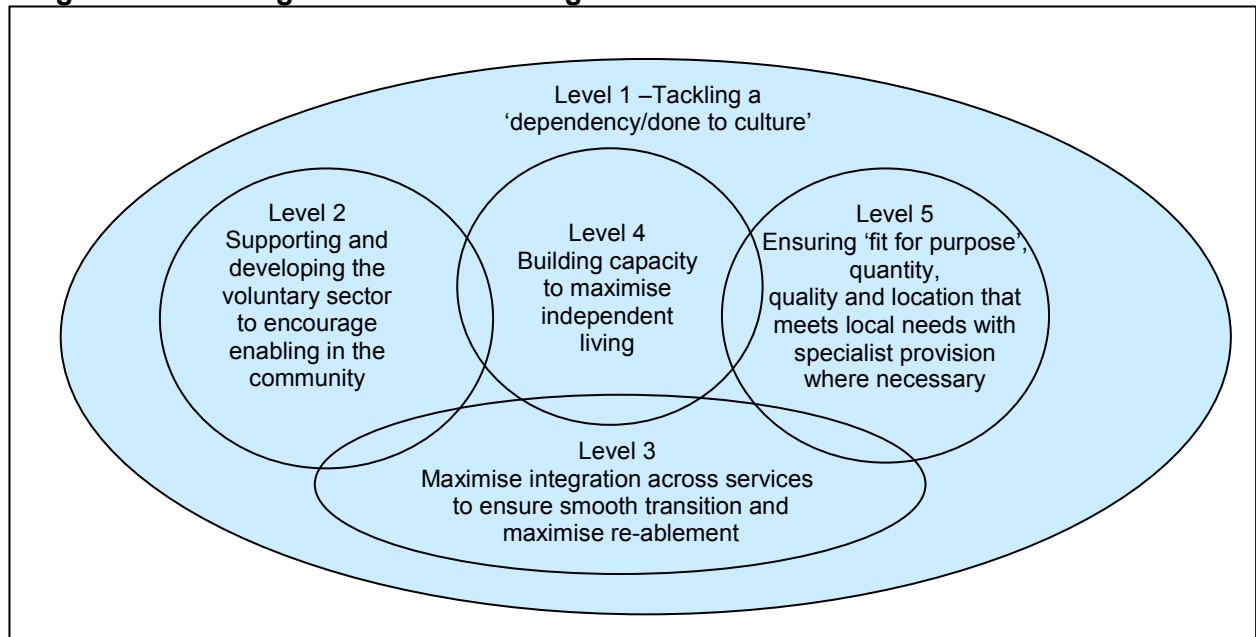 Level 1 –Tackling a
‘dependency/done to culture’
Level 2
Supporting and
developing the
voluntary sector
to encourage
enabling in the
community
Level 4
Building capacity
to maximise
independent
living
Level 5
Ensuring ‘fit for purpose’,
quantity,
quality and location that
meets local needs with
specialist provision
where necessary
Level 3
Maximise integration across services
to ensure smooth transition and
maximise re-ablement